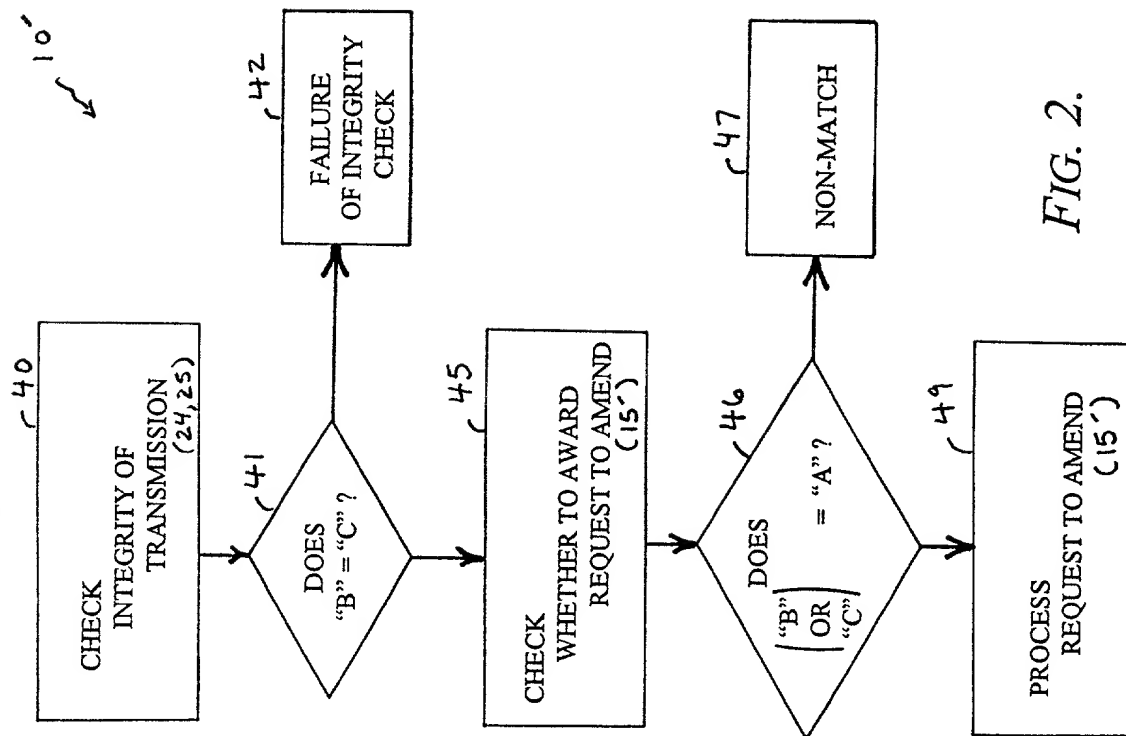 10´
40
CHECK
INTEGRITY OF
TRANSMISSION
(24,25)
41
DOES
"B" = "C" ?
42
FAILURE
OF INTEGRITY
CHECK
45
CHECK
WHETHER TO AWARD
REQUEST TO AMEND
(15´)
46
DOES
"B"
OR
"C"
= "A" ?
47
NON-MATCH
49
PROCESS
REQUEST TO AMEND
(15´)
FIG. 2.